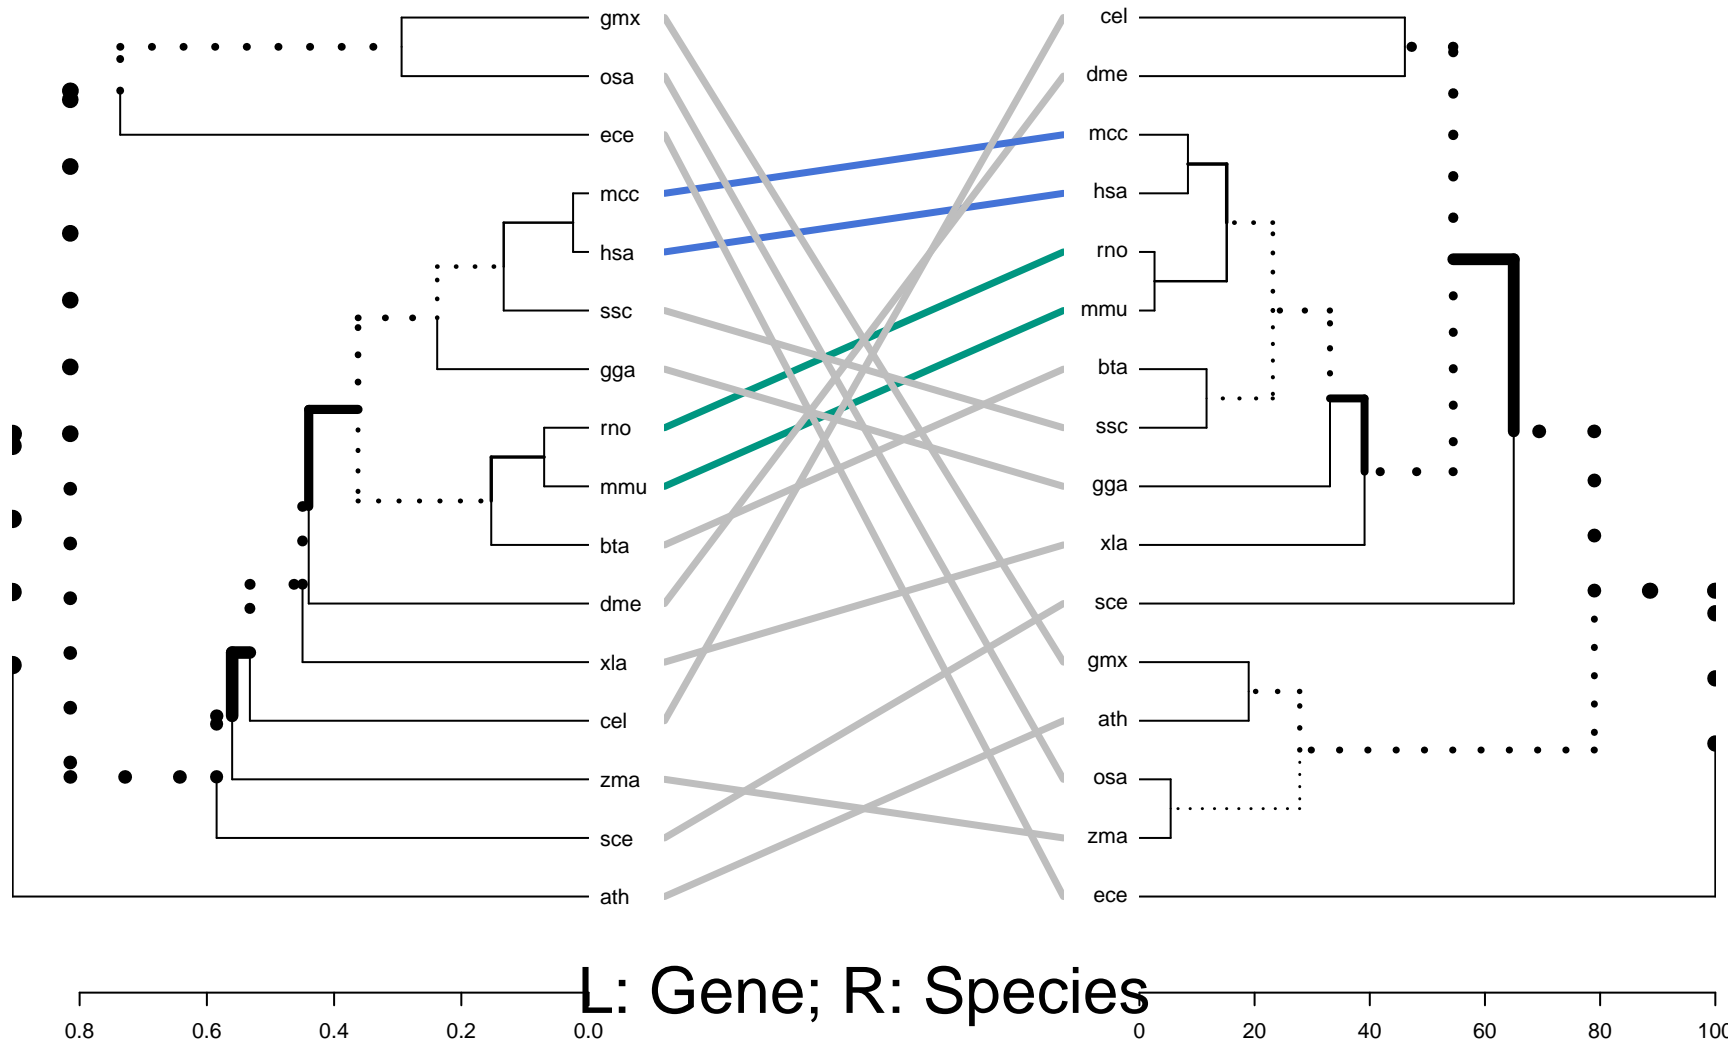 gmx
osa
ece
mcc
hsa
ssc
gga
rno
mmu
bta
dme
xla
cel
zma
sce
ath
cel
dme
mcc
hsa
rno
mmu
bta
ssc
gga
xla
sce
gmx
ath
osa
zma
ece
L: Gene; R: Species
0.8 0.6 0.4 0.2 0.0
0 20 40 60 80 100